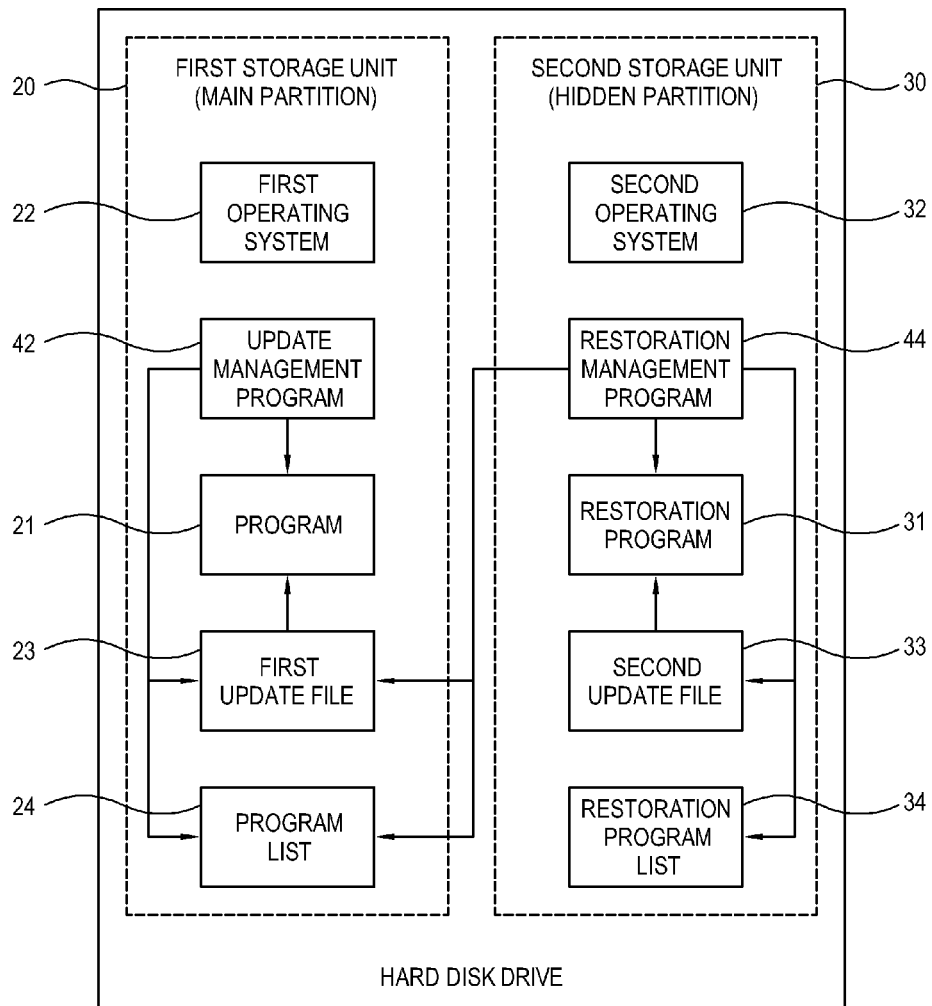 FIRST STORAGE UNIT
(MAIN PARTITION)
20
FIRST
OPERATING
SYSTEM
22
UPDATE
MANAGEMENT
PROGRAM
42
PROGRAM
21
FIRST
UPDATE FILE
23
PROGRAM
LIST
24
SECOND STORAGE UNIT
(HIDDEN PARTITION)
30
SECOND
OPERATING
SYSTEM
32
RESTORATION
MANAGEMENT
PROGRAM
44
RESTORATION
PROGRAM
31
SECOND
UPDATE FILE
33
RESTORATION
PROGRAM
LIST
34
HARD DISK DRIVE